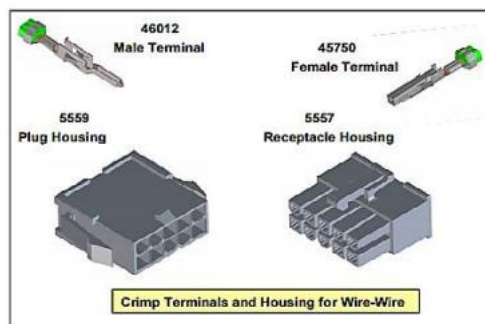 46012
Male Terminal
45750
Female Terminal
5559
Plug Housing
5557
Receptacle Housing
Crimp Terminals and Housing for Wire-Wire